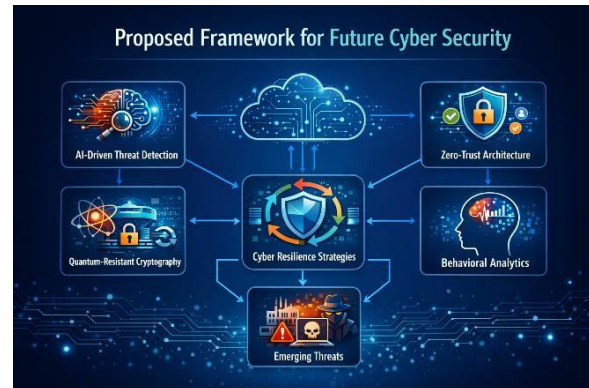 Proposed Framework for Future Cyber Security
AI-Driven Threat Detection
Zero-Trust Architecture
Quantum-Resistant Cryptography
Cyber Resilience Strategies
Behavioral Analytics
Emerging Threats